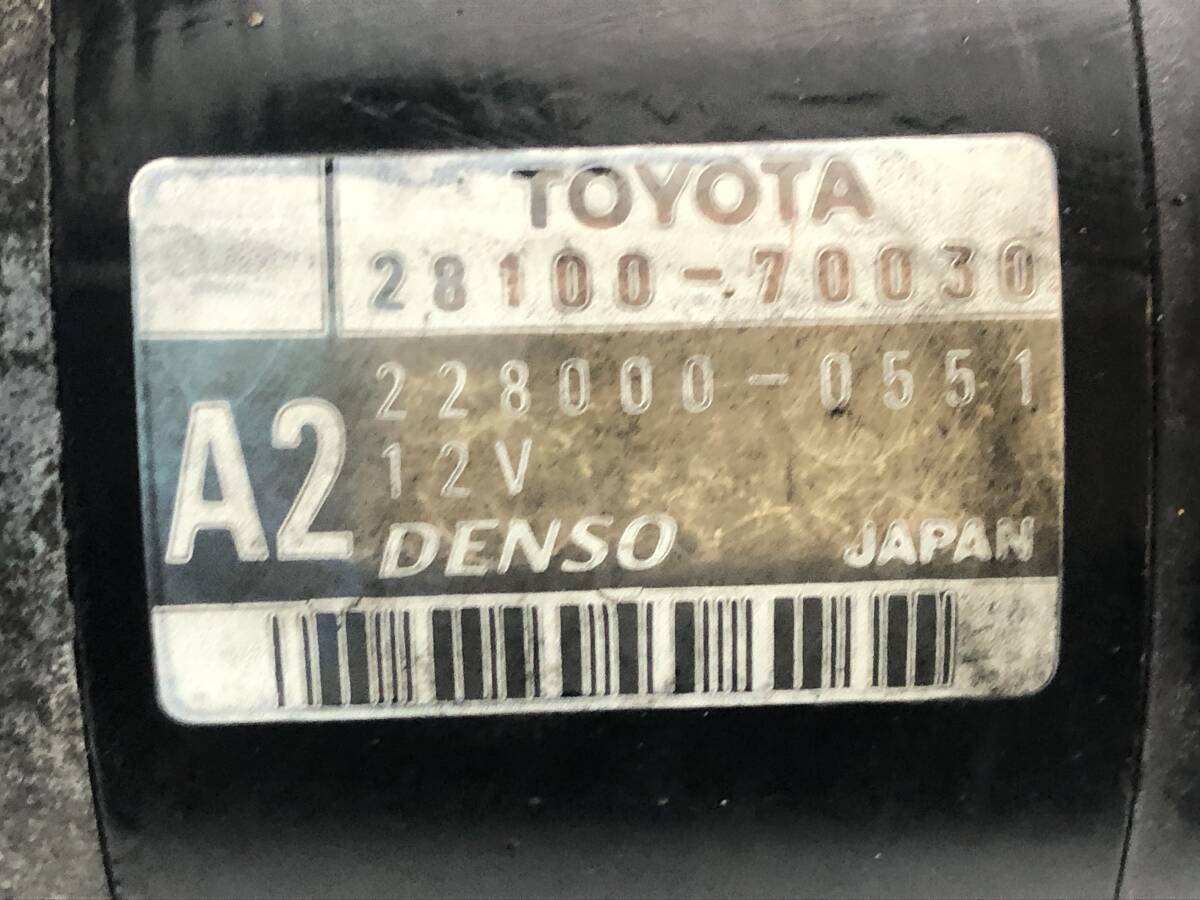 TOYOTA
28100-70030
228000-0551
12V
A2
DENSO JAPAN